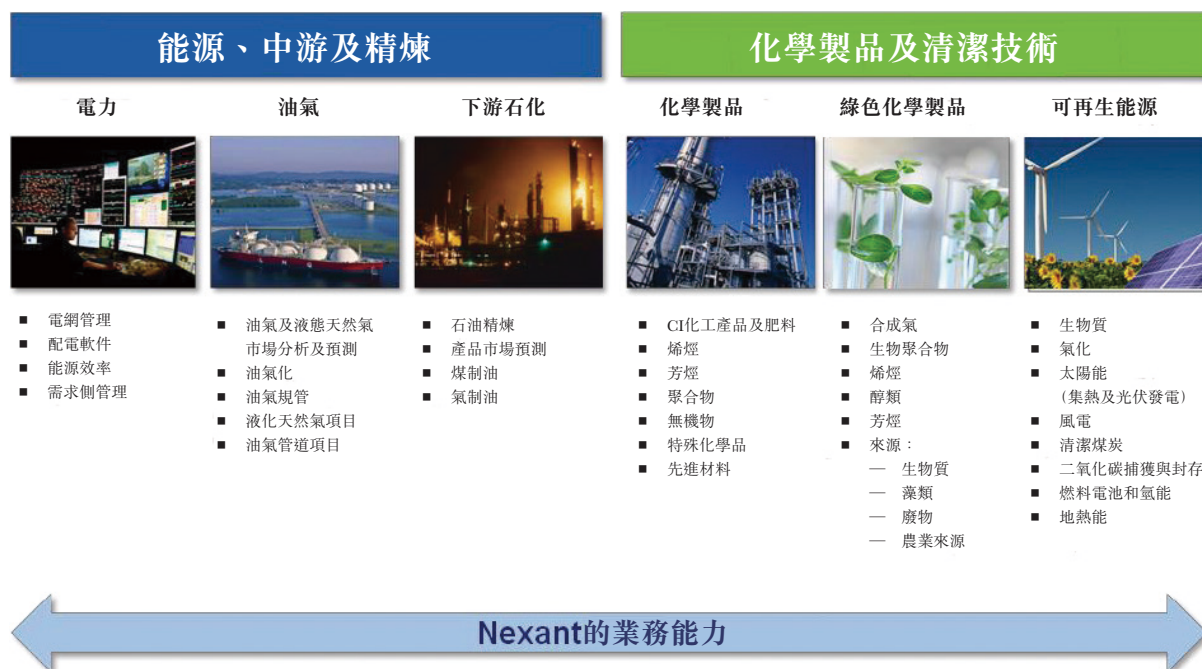 能源、中游及精煉
化學製品及清潔技術
電力
油氣
下游石化
化學製品
綠色化學製品
可再生能源
■ 電網管理
■ 配電軟件
■ 能源效率
■ 需求側管理
■ 油氣及液態天然氣
市場分析及預測
■ 油氣化
■ 油氣規管
■ 液化天然氣項目
■ 油氣管道項目
■ 石油精煉
■ 產品市場預測
■ 煤制油
■ 氣制油
■ CI化工產品及肥料
■ 烯烴
■ 芳烴
■ 聚合物
■ 無機物
■ 特殊化學品
■ 先進材料
■ 合成氣
■ 生物聚合物
■ 烯烴
■ 醇類
■ 芳烴
■ 來源：
— 生物質
— 藻類
— 廢物
— 農業來源
■ 生物質
■ 氣化
■ 太陽能
（集熱及光伏發電）
■ 風電
■ 清潔煤炭
■ 二氧化碳捕獲與封存
■ 燃料電池和氫能
■ 地熱能
Nexant的業務能力